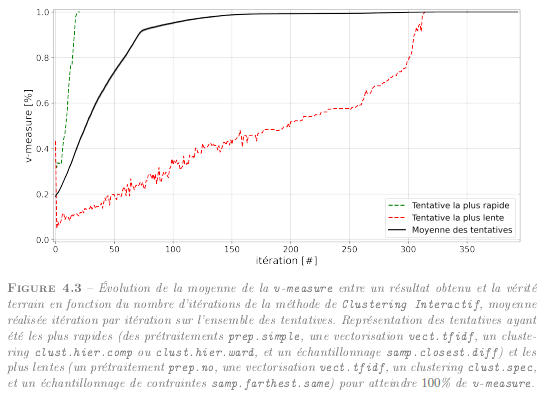 1.0
0.8
0.6
0.4
0.2
0.0
v-measure [%]
0 50 100 150 200 250 300 350
itération [#]
Tentative la plus rapide
Tentative la plus lente
Moyenne des tentatives
FIGURE 4.3 – Évolution de la moyenne de la v-measure entre un résultat obtenu et la vérité
terrain en fonction du nombre d'itérations de la méthode de Clustering Interactif, moyenne
réalisée itération par itération sur l'ensemble des tentatives. Représentation des tentatives ayant
été les plus rapides (des prétraitements prep.simple, une vectorisation vect.tfidf, un cluste-
ring clust.hier.comp ou clust.hier.ward, et un échantillonnage samp.closest.diff) et les
plus lentes (un prétraitement prep.no, une vectorisation vect.tfidf, un clustering clust.spec,
et un échantillonnage de contraintes samp.farthest.same) pour atteindre 100% de v-measure.